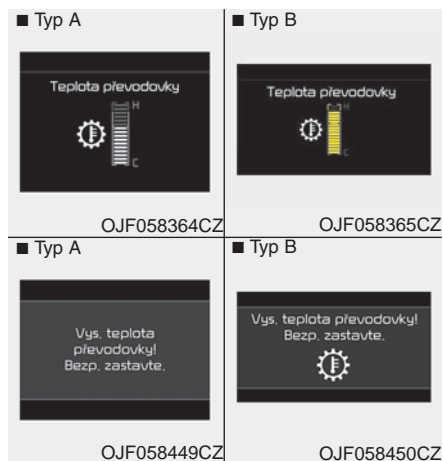 ■ Typ A
Teplota převodovky
H
C
OJF058364CZ
■ Typ B
Teplota převodovky
H
C
OJF058365CZ
■ Typ A
Vys. teplota
převodovky!
Bezp. zastavte.
OJF058449CZ
■ Typ B
Vys. teplota převodovky!
Bezp. zastavte.
OJF058450CZ